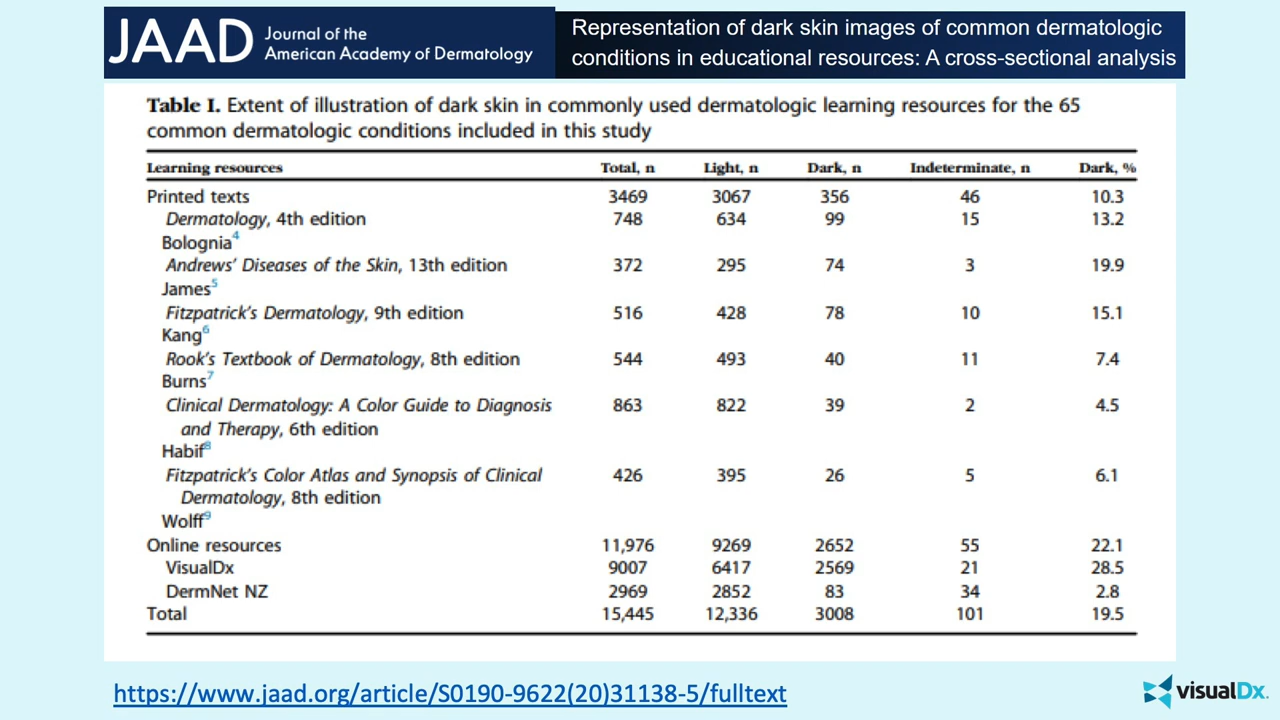 JAAD Journal of the
American Academy of Dermatology
Representation of dark skin images of common dermatologic
conditions in educational resources: A cross-sectional analysis
Table I. Extent of illustration of dark skin in commonly used dermatologic learning resources for the 65
common dermatologic conditions included in this study
Learning resources Total, n Light, n Dark, n Indeterminate, n Dark, %
Printed texts 3469 3067 356 46 10.3
Dermatology, 4th edition 748 634 99 15 13.2
Bolognia4
Andrews' Diseases of the Skin, 13th edition 372 295 74 3 19.9
James5
Fitzpatrick's Dermatology, 9th edition 516 428 78 10 15.1
Kang6
Rook's Textbook of Dermatology, 8th edition 544 493 40 11 7.4
Burns7
Clinical Dermatology: A Color Guide to Diagnosis 863 822 39 2 4.5
and Therapy, 6th edition
Habif8
Fitzpatrick's Color Atlas and Synopsis of Clinical 426 395 26 5 6.1
Dermatology, 8th edition
Wolff9
Online resources 11,976 9269 2652 55 22.1
VisualDx 9007 6417 2569 21 28.5
DermNet NZ 2969 2852 83 34 2.8
Total 15,445 12,336 3008 101 19.5
https://www.jaad.org/article/S0190-9622(20)31138-5/fulltext
visualDx.